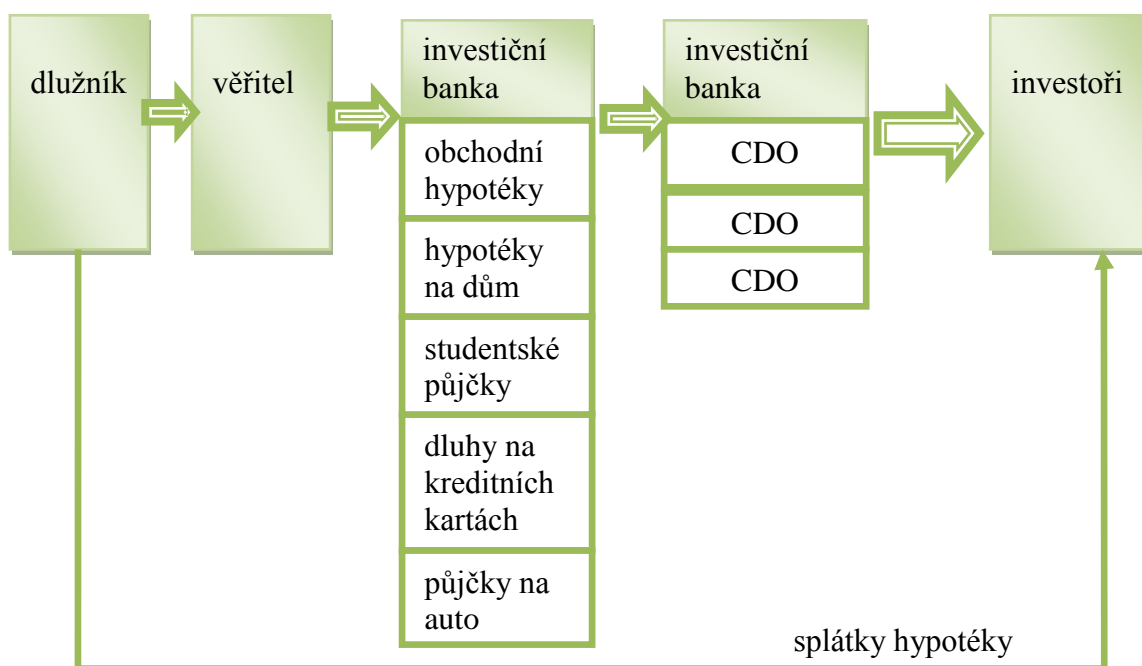 dlužník
věřitel
investiční
banka
obchodní
hypotéky
hypotéky
na dům
studentské
půjčky
dluhy na
kreditních
kartách
půjčky na
auto
investiční
banka
CDO
CDO
CDO
investoři
splátky hypotéky